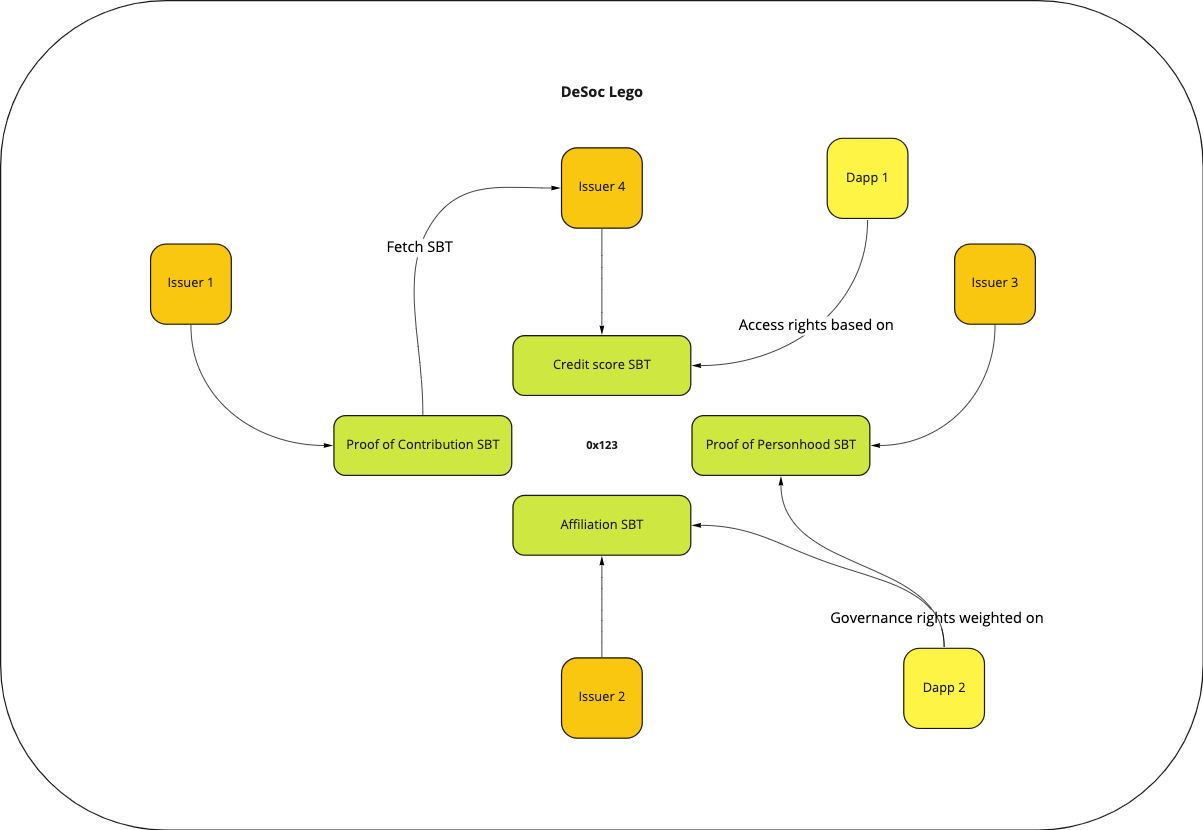 DeSoc Lego
Issuer 4
Dapp 1
Fetch SBT
Issuer 1
Issuer 3
Access rights based on
Credit score SBT
Proof of Contribution SBT
0x123
Proof of Personhood SBT
Affiliation SBT
Governance rights weighted on
Issuer 2
Dapp 2